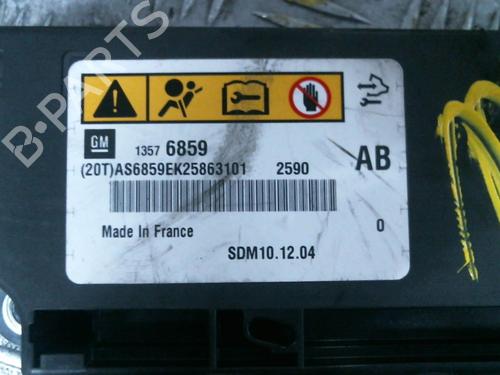 B-PARTS
GM
1357 6859
(20T)AS6859EK25863101 2590
AB
Made In France
0
SDM10.12.04